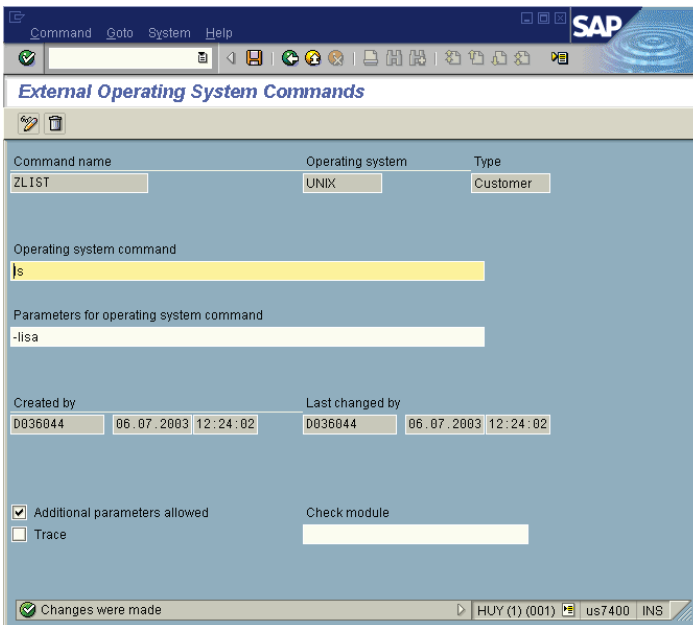 SAP
Command Goto System Help
External Operating System Commands
Command name Operating system Type
ZLIST UNIX Customer
Operating system command
ls
Parameters for operating system command
-lisa
Created by Last changed by
D036044 06.07.2003 12:24:02 D036044 06.07.2003 12:24:02
Additional parameters allowed Check module
Trace
Changes were made HUY (1) (001) us7400 INS